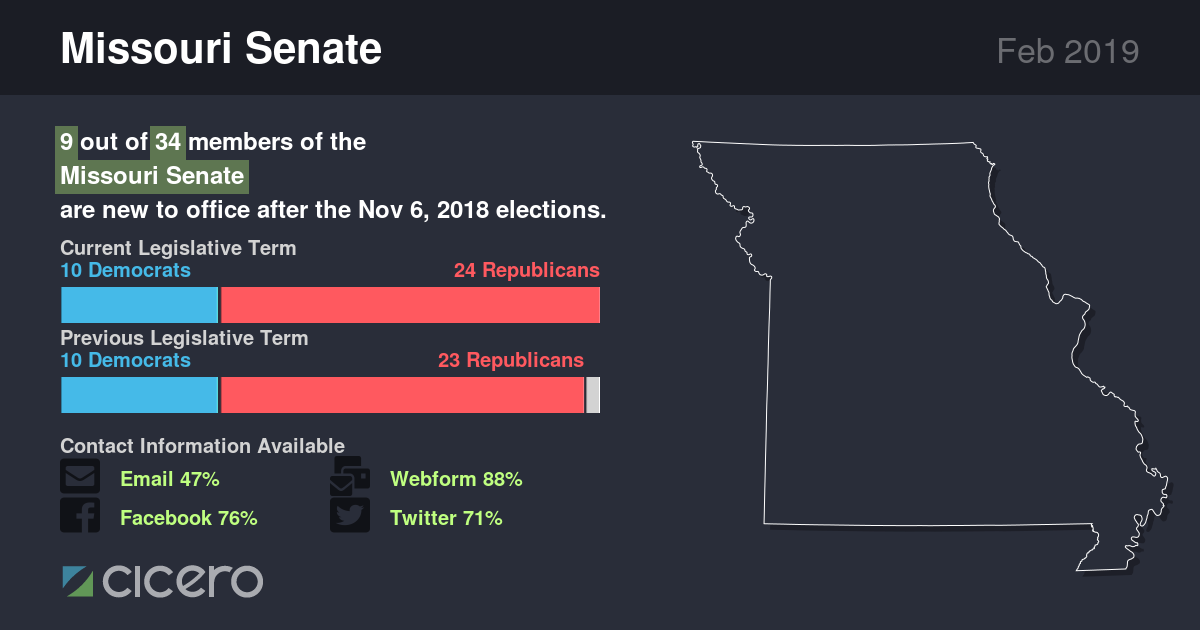 Missouri Senate
Feb 2019
9 out of 34 members of the
Missouri Senate
are new to office after the Nov 6, 2018 elections.
Current Legislative Term
10 Democrats 24 Republicans
Previous Legislative Term
10 Democrats 23 Republicans
Contact Information Available
Email 47% Webform 88%
Facebook 76% Twitter 71%
cicero